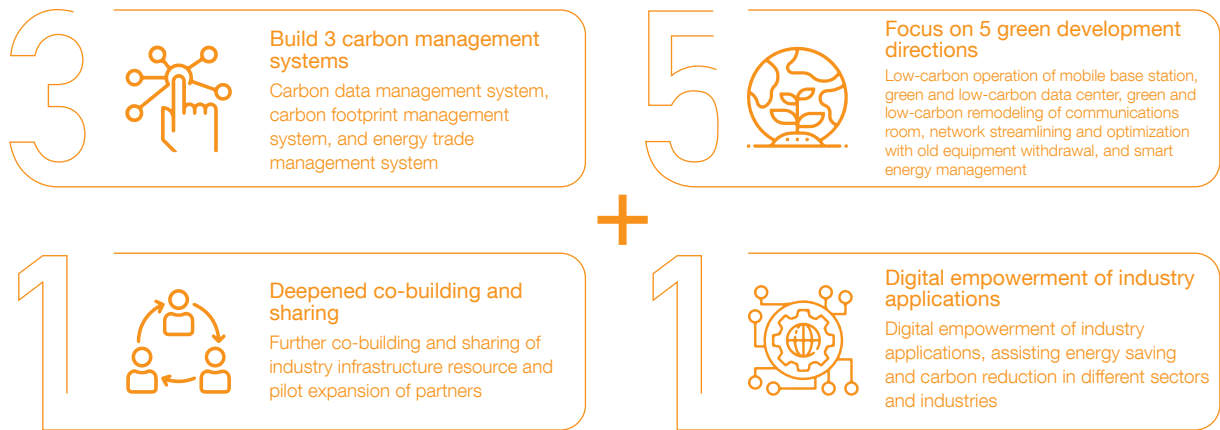 3
Build 3 carbon management
systems
Carbon data management system,
carbon footprint management
system, and energy trade
management system
5
Focus on 5 green development
directions
Low-carbon operation of mobile base station,
green and low-carbon data center, green and
low-carbon remodeling of communications
room, network streamlining and optimization
with old equipment withdrawal, and smart
energy management
+
1
Deepened co-building and
sharing
Further co-building and sharing of
industry infrastructure resource and
pilot expansion of partners
1
Digital empowerment of industry
applications
Digital empowerment of industry
applications, assisting energy saving
and carbon reduction in different sectors
and industries